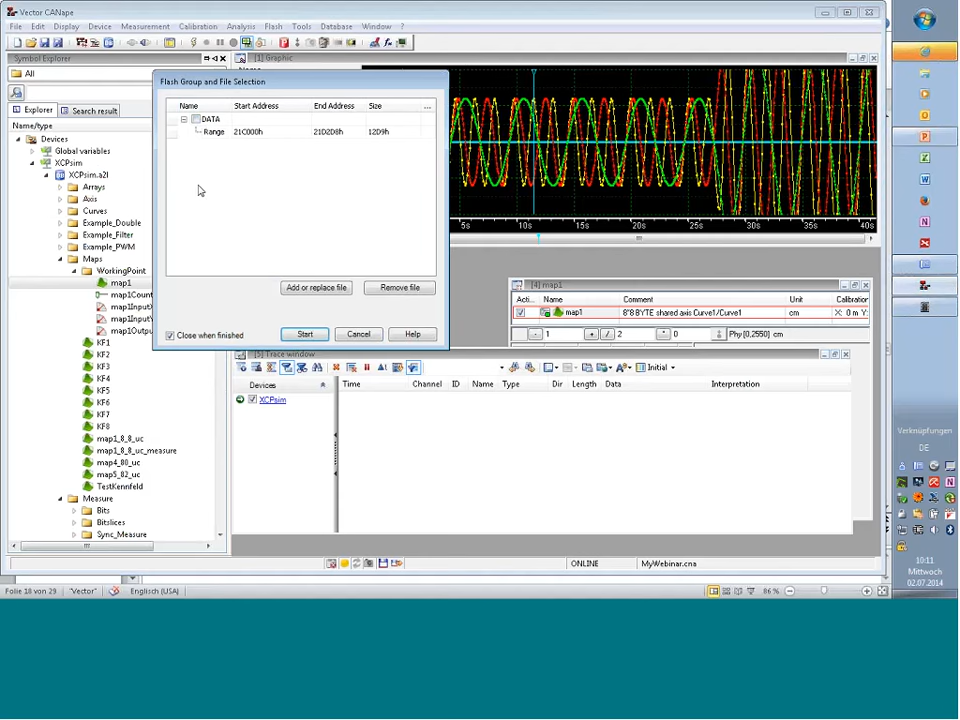 Vector CANape
File Edit Display Device Measurement Calibration Analysis Flash Tools Database Window ?
Symbol Explorer
[1] Graphic
All
Explorer Search result
Name/type
Devices
Global variables
XCPsim
XCPsim.a2l
Arrays
Axis
Curves
Example_Double
Example_Filter
Example_PWM
Maps
WorkingPoint
map1
map1Count
map1InputX
map1InputY
map1Outpu
KF1
KF2
KF3
KF4
KF5
KF6
KF7
KF8
map1_8_8_uc
map1_8_8_uc_measure
map4_80_uc
map5_82_uc
TestKennfeld
Measure
Bits
Bitslices
Sync_Measure
Flash Group and File Selection
Name Start Address End Address Size ...
DATA
Range 21C000h 21D2D8h 12D9h
Add or replace file Remove file
Close when finished Start Cancel Help
5s 10s 15s 20s 25s 30s 35s 40s
[4] map1
Acti... Name Comment Unit Calibration
map1 8*8 BYTE shared axis Curve1/Curve1 cm X: 0 m Y:
- 1 + / 2 * 0 Phy [0,2550] cm
[5] Trace window
Initial
Devices Time Channel ID Name Type Dir Length Data Interpretation
XCPsim
ONLINE MyWebinar.cna
Folie 18 von 29 "Vector" Englisch (USA) 86 %
Verknüpfungen
DE
10:11
Mittwoch
02.07.2014